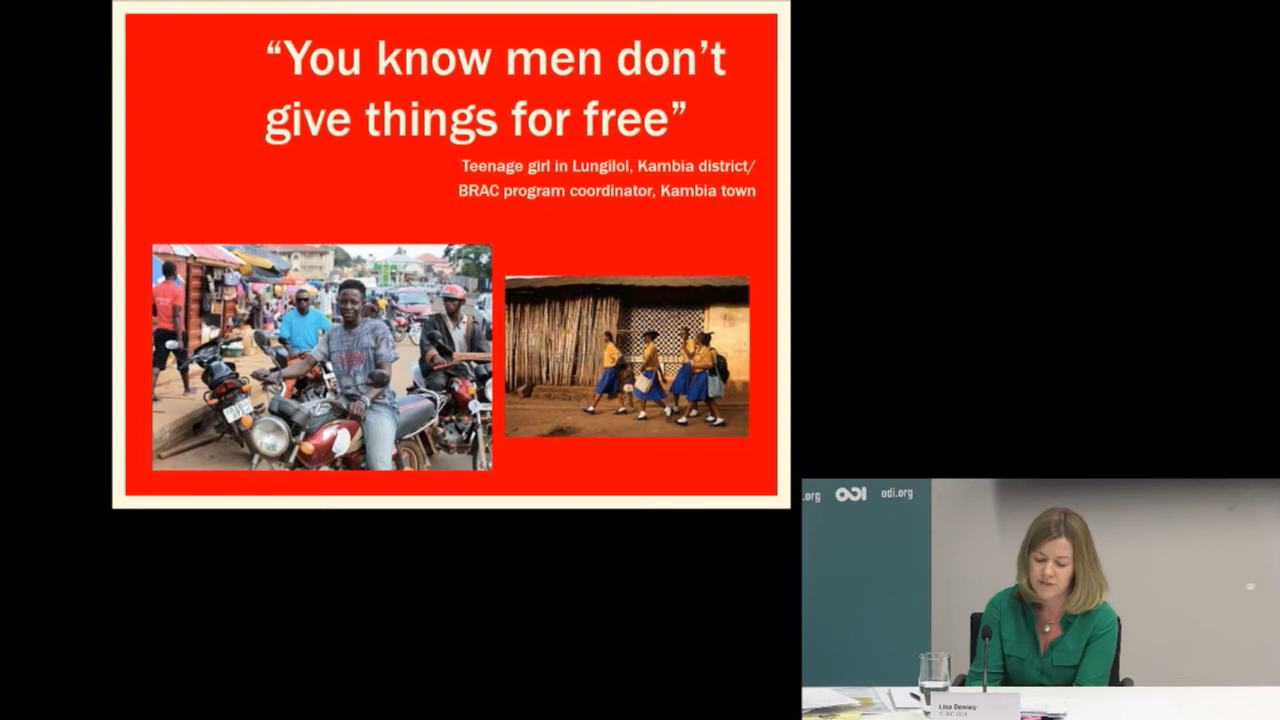 “You know men don’t
give things for free”
Teenage girl in Lungilol, Kambia district/
BRAC program coordinator, Kambia town
.org
ODI
odi.org
Lisa Denney